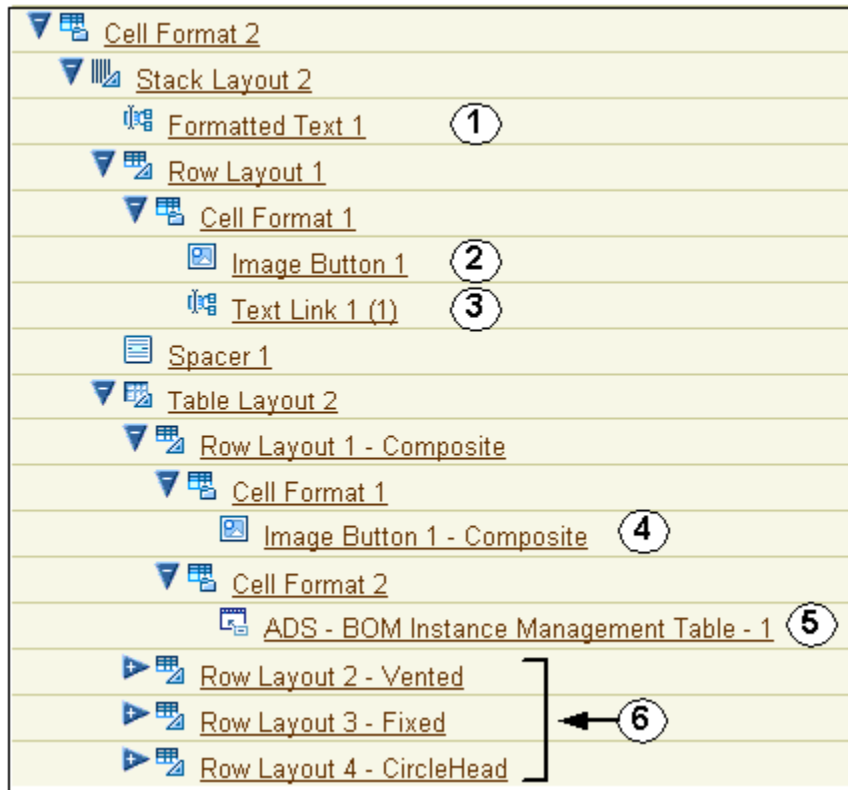 Cell Format 2
Stack Layout 2
Formatted Text 1 1
Row Layout 1
Cell Format 1
Image Button 1 2
Text Link 1 (1) 3
Spacer 1
Table Layout 2
Row Layout 1 - Composite
Cell Format 1
Image Button 1 - Composite 4
Cell Format 2
ADS - BOM Instance Management Table - 1 5
Row Layout 2 - Vented
Row Layout 3 - Fixed 6
Row Layout 4 - CircleHead